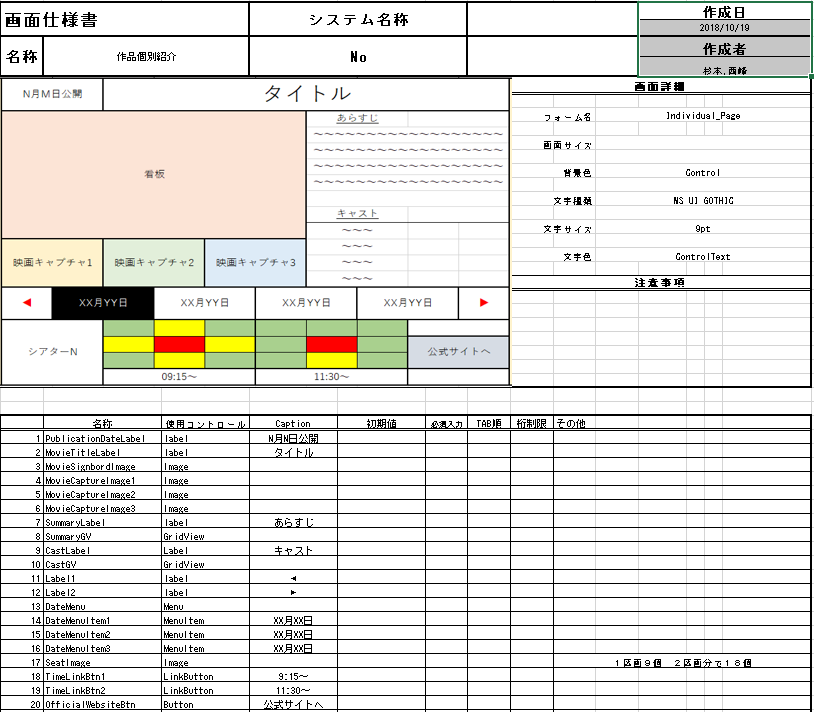 画面仕様書 システム名称 作成日
2018/10/19
名称 作品個別紹介 No 作成者
杉本、西峰
N月M日公開 タイトル
看板
あらすじ
～～～～～～～～～～～～～～～～～～
～～～～～～～～～～～～～～～～～～
～～～～～～～～～～～～～～～～～～
～～～～～～～～～～～～～～～～～～
キャスト
～～～
～～～
～～～
～～～
映画キャプチャ1 映画キャプチャ2 映画キャプチャ3
◀ XX月YY日 XX月YY日 XX月YY日 XX月YY日 ▶
シアターN 公式サイトへ
09:15～ 11:30～
画面詳細
フォーム名 Individual_Page
画面サイズ
背景色 Control
文字種類 MS UI GOTHIC
文字サイズ 9pt
文字色 ControlText
注意事項
名称 使用コントロール Caption 初期値 必須入力 TAB順 桁制限 その他
1 PublicationDateLabel label N月N日公開
2 MovieTitleLabel label タイトル
3 MovieSignbordImage Image
4 MovieCaptureImage1 Image
5 MovieCaptureImage2 Image
6 MovieCaptureImage3 Image
7 SummaryLabel label あらすじ
8 SummaryGV GridView
9 CastLabel Label キャスト
10 CastGV GridView
11 Label1 label ◀
12 Label2 label ▶
13 DateMenu Menu
14 DateMenuItem1 MenuItem XX月XX日
15 DateMenuItem2 MenuItem XX月XX日
16 DateMenuItem3 MenuItem XX月XX日
17 SeatImage Image １区画９個 ２区画分で１８個
18 TimeLinkBtn1 LinkButton 9:15～
19 TimeLinkBtn2 LinkButton 11:30～
20 OfficialWebsiteBtn Button 公式サイトへ